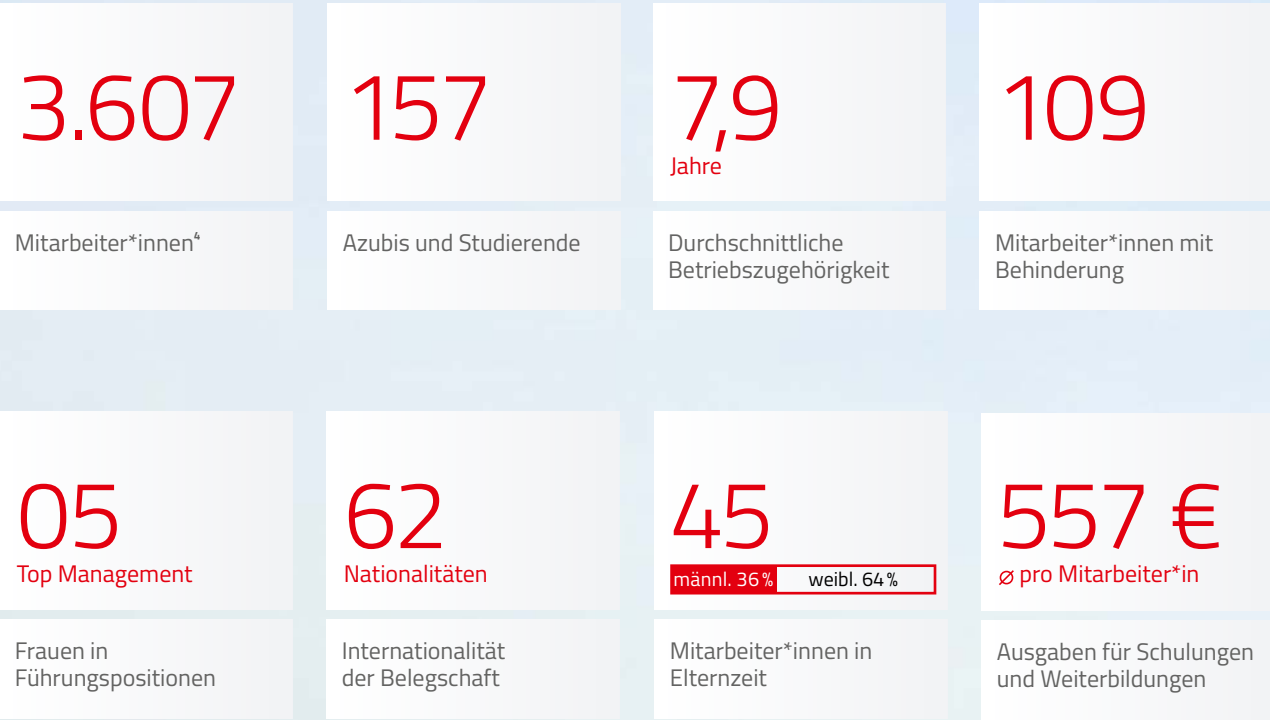 3.607
Mitarbeiter*innen⁴
157
Azubis und Studierende
7,9
Jahre
Durchschnittliche
Betriebszugehörigkeit
109
Mitarbeiter*innen mit
Behinderung
05
Top Management
Frauen in
Führungspositionen
62
Nationalitäten
Internationalität
der Belegschaft
45
männl. 36 % weibl. 64 %
Mitarbeiter*innen in
Elternzeit
557 €
⌀ pro Mitarbeiter*in
Ausgaben für Schulungen
und Weiterbildungen